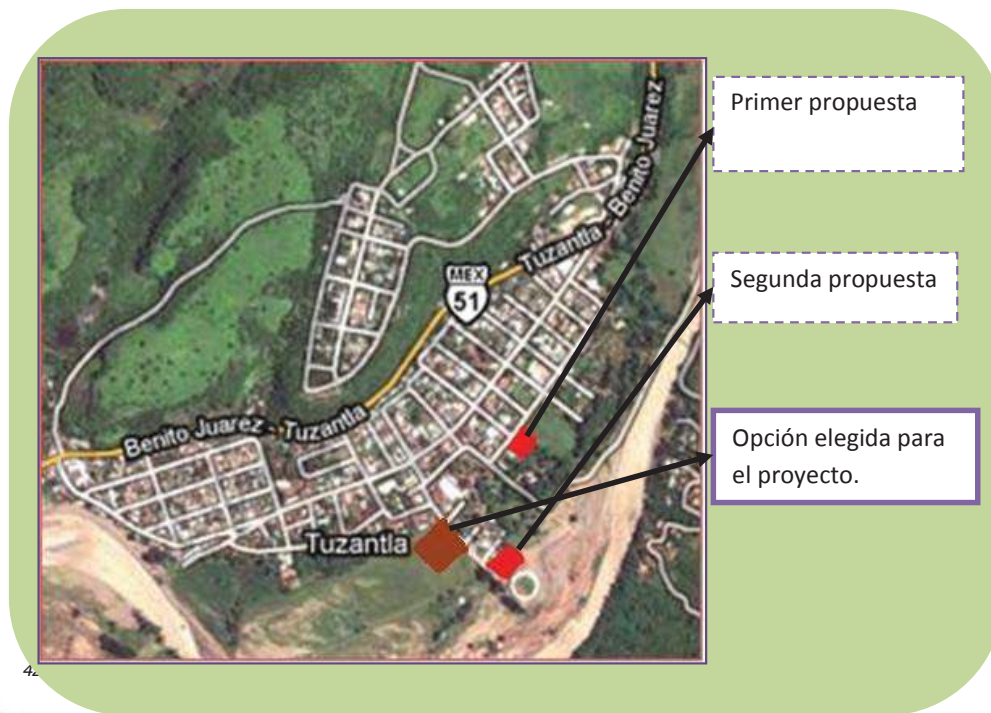 Primer propuesta
Tuzantla - Benito Juarez
MEX
51
Segunda propuesta
Benito Juarez - Tuzantla
Opción elegida para
el proyecto.
Tuzantla